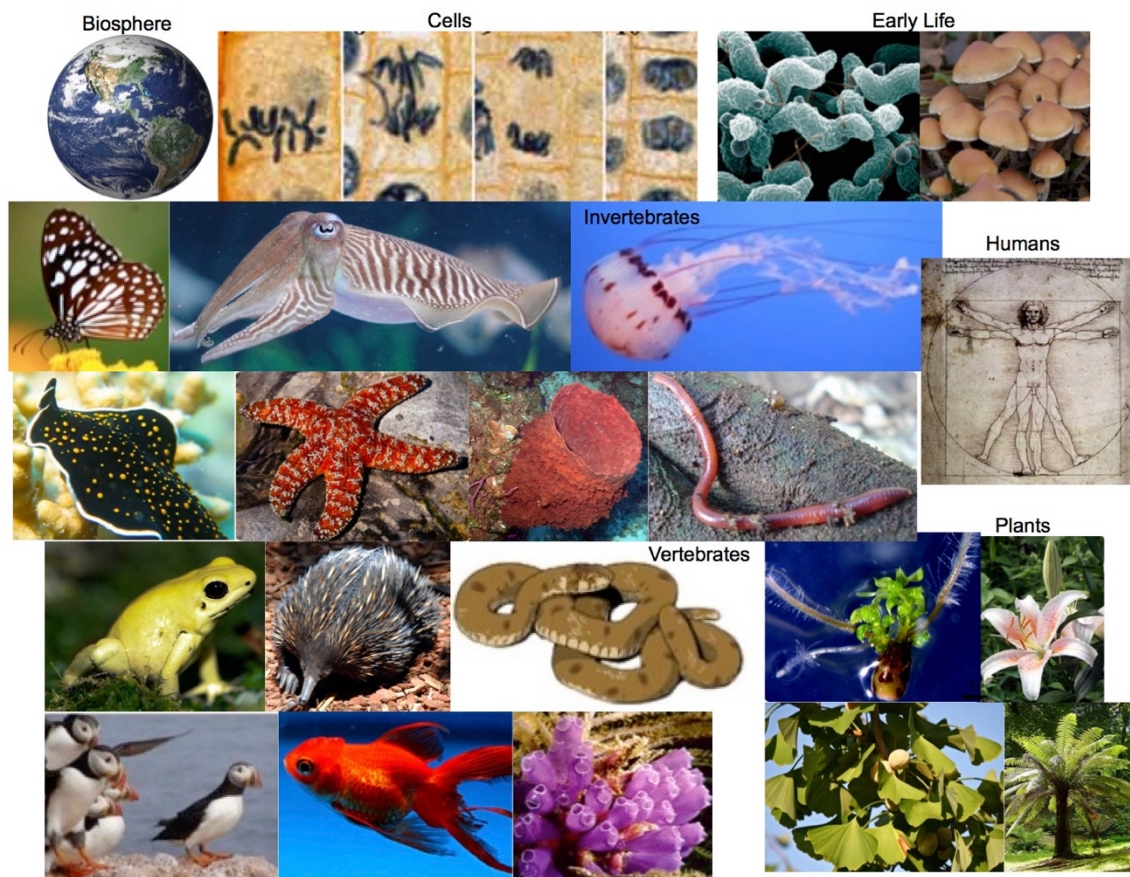 Biosphere
Cells
Early Life
Invertebrates
Humans
Vertebrates
Plants